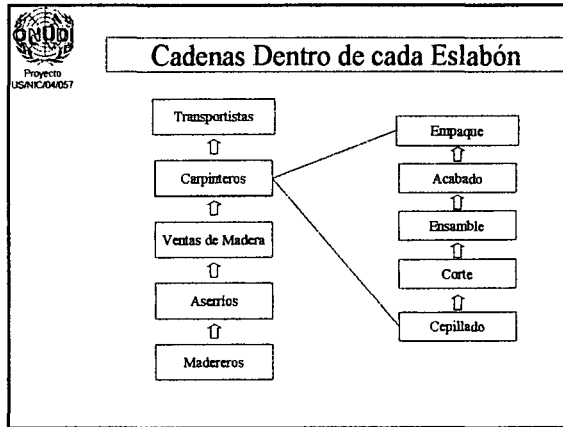 ONUDI
Proyecto
US/NIC/04/057
Cadenas Dentro de cada Eslabón
Transportistas
Carpinteros
Ventas de Madera
Aserríos
Madereros
Empaque
Acabado
Ensamble
Corte
Cepillado